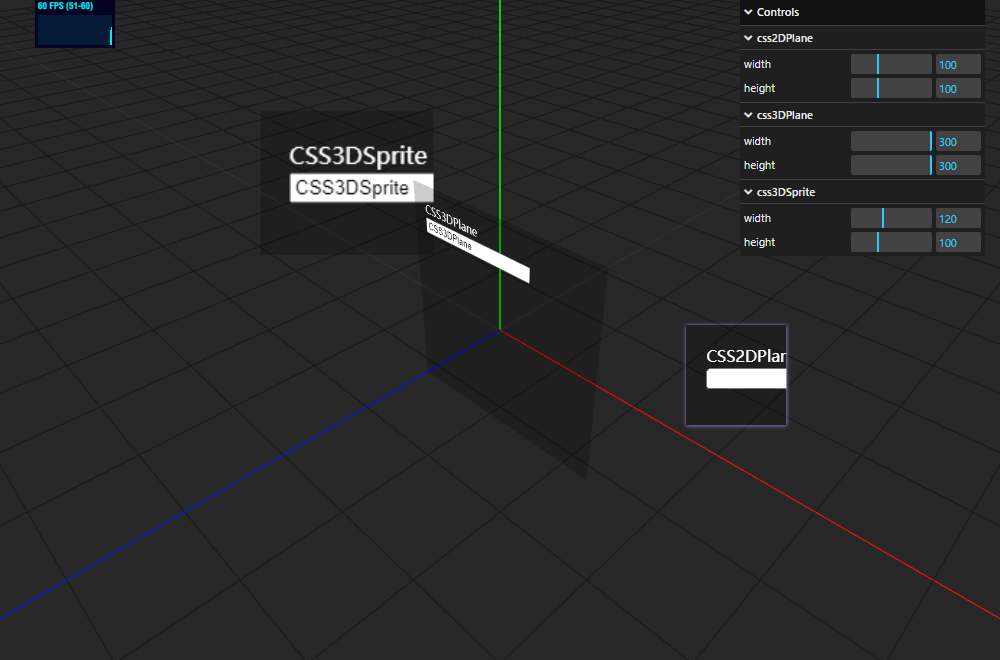 60 FPS (51-60)
Controls
css2DPlane
width 100
height 100
css3DPlane
width 300
height 300
css3DSprite
width 120
height 100
CSS3DSprite
CSS3DSprite
CSS3DPlane
CSS3DPlane
CSS2DPlar